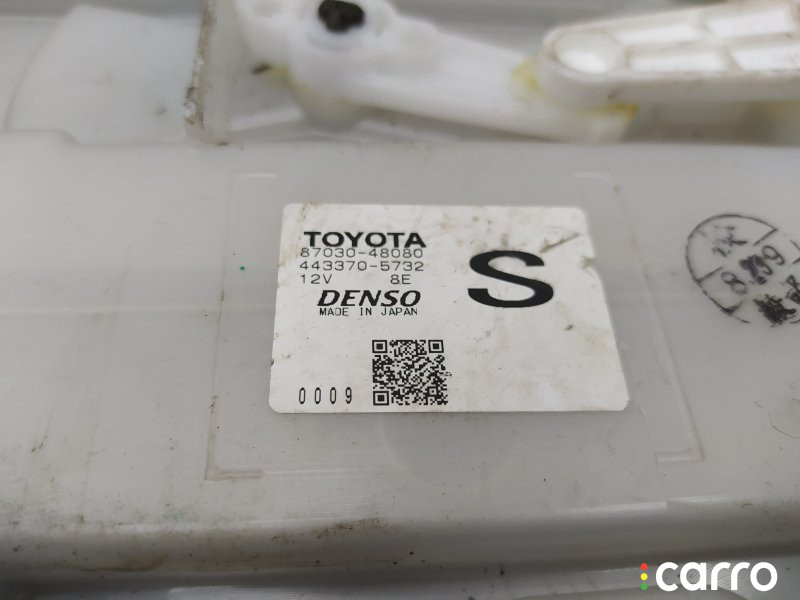 TOYOTA
87030-48080
443370-5732
12V 8E
DENSO
MADE IN JAPAN
S
0009
carro